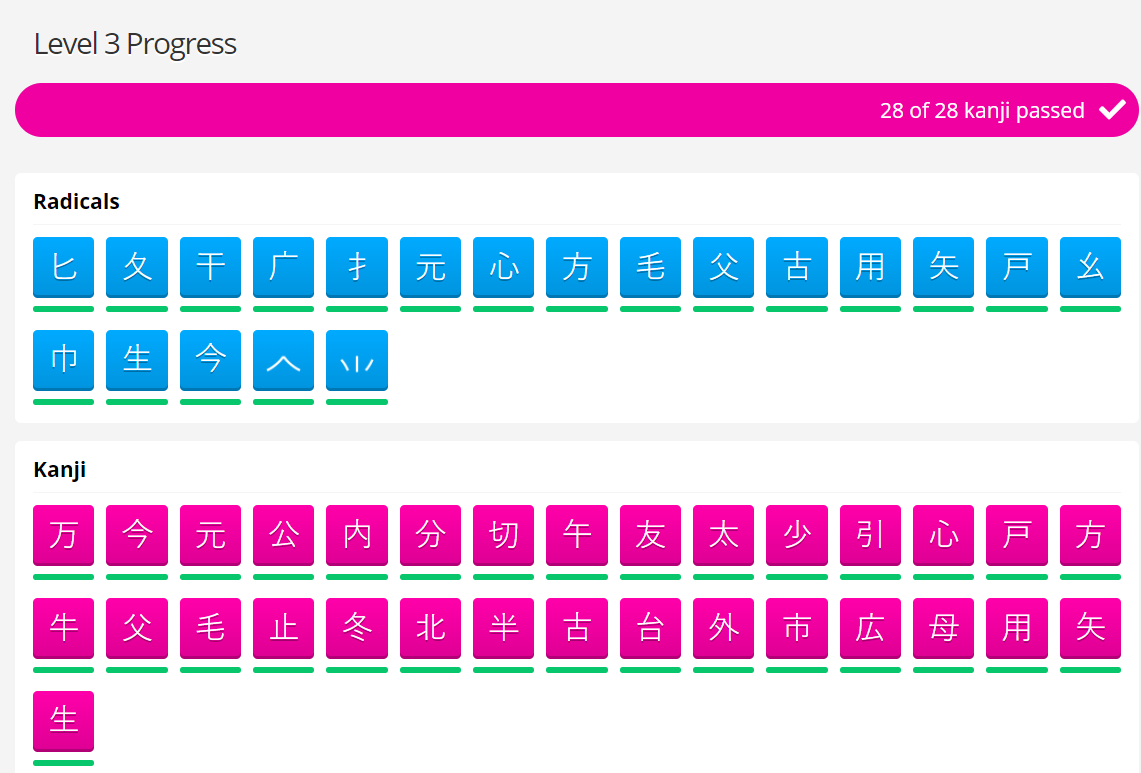 Level 3 Progress
28 of 28 kanji passed
Radicals
匕 夂 干 广 扌 元 心 方 毛 父 古 用 矢 戸 幺
巾 生 今 𠆢 ⺌
Kanji
万 今 元 公 内 分 切 午 友 太 少 引 心 戸 方
牛 父 毛 止 冬 北 半 古 台 外 市 広 母 用 矢
生